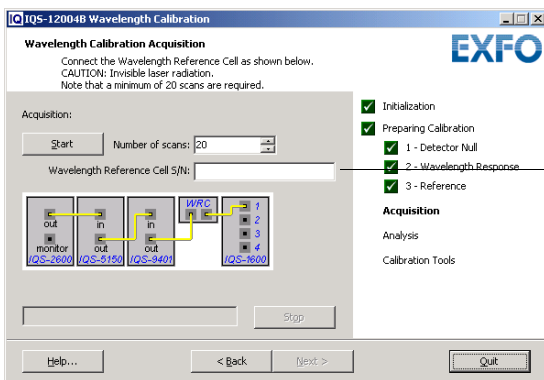 IQS-12004B Wavelength Calibration
Wavelength Calibration Acquisition
Connect the Wavelength Reference Cell as shown below.
CAUTION: Invisible laser radiation.
Note that a minimum of 20 scans are required.
EXFO
Acquisition:
Start
Number of scans: 20
Wavelength Reference Cell S/N:
WRC
out in in 1
2
3
monitor out out 4
IQS-2600 IQS-5150 IQS-9401 IQS-1600
Stop
Initialization
Preparing Calibration
1 - Detector Null
2 - Wavelength Response
3 - Reference
Acquisition
Analysis
Calibration Tools
Help...
< Back
Next >
Quit